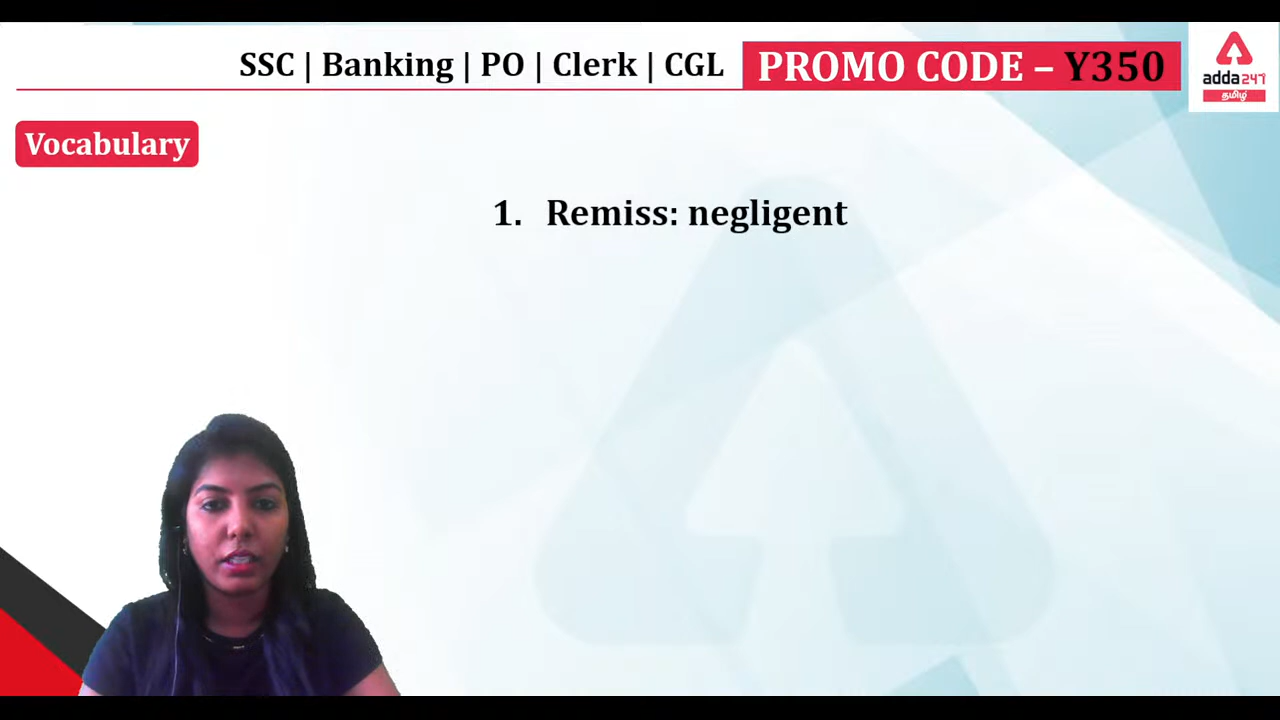 SSC | Banking | PO | Clerk | CGL
PROMO CODE – Y350
adda247
தமிழ்
Vocabulary
1. Remiss: negligent